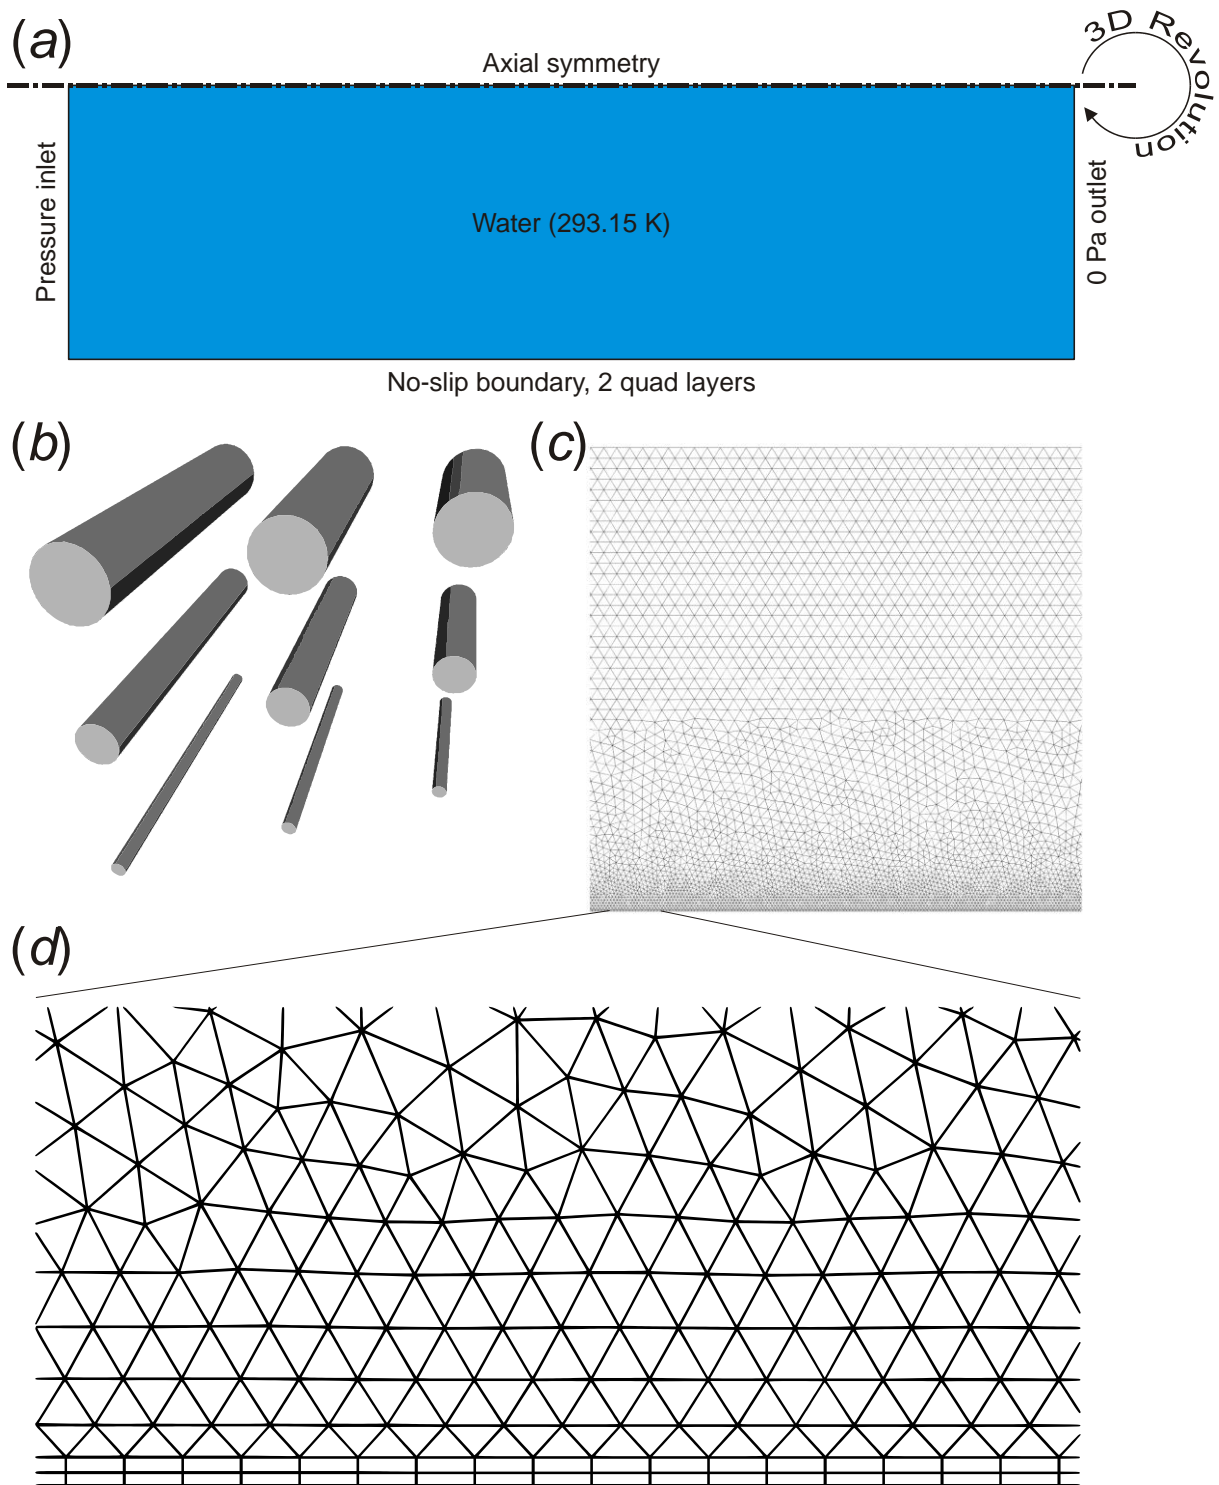 (a)
Axial symmetry
3D Revolution
Pressure inlet
Water (293.15 K)
0 Pa outlet
No-slip boundary, 2 quad layers
(b)
(c)
(d)